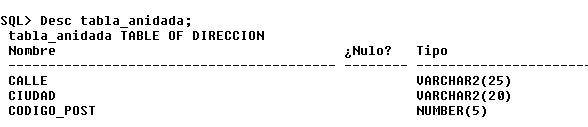 SQL> Desc tabla_anidada;
tabla_anidada TABLE OF DIRECCION
Nombre ¿Nulo? Tipo
----------------------------------------- -------- ----------------------
CALLE VARCHAR2(25)
CIUDAD VARCHAR2(20)
CODIGO_POST NUMBER(5)